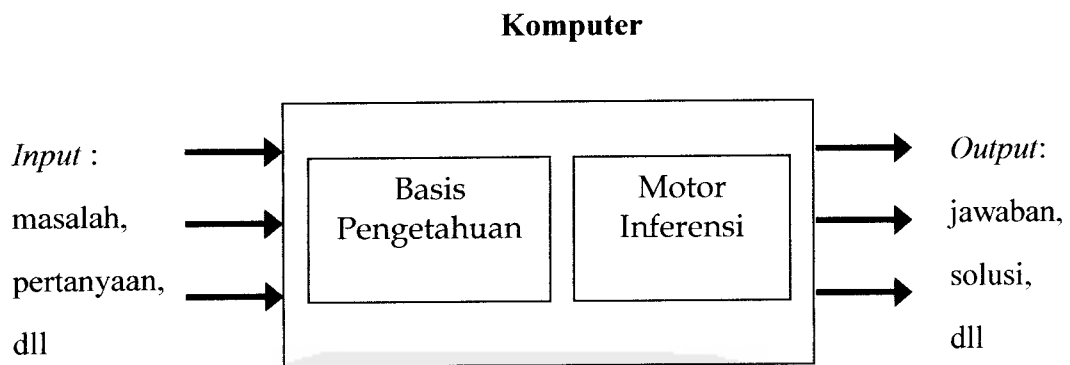 Komputer
Input :
masalah,
pertanyaan,
dll
Basis
Pengetahuan
Motor
Inferensi
Output:
jawaban,
solusi,
dll